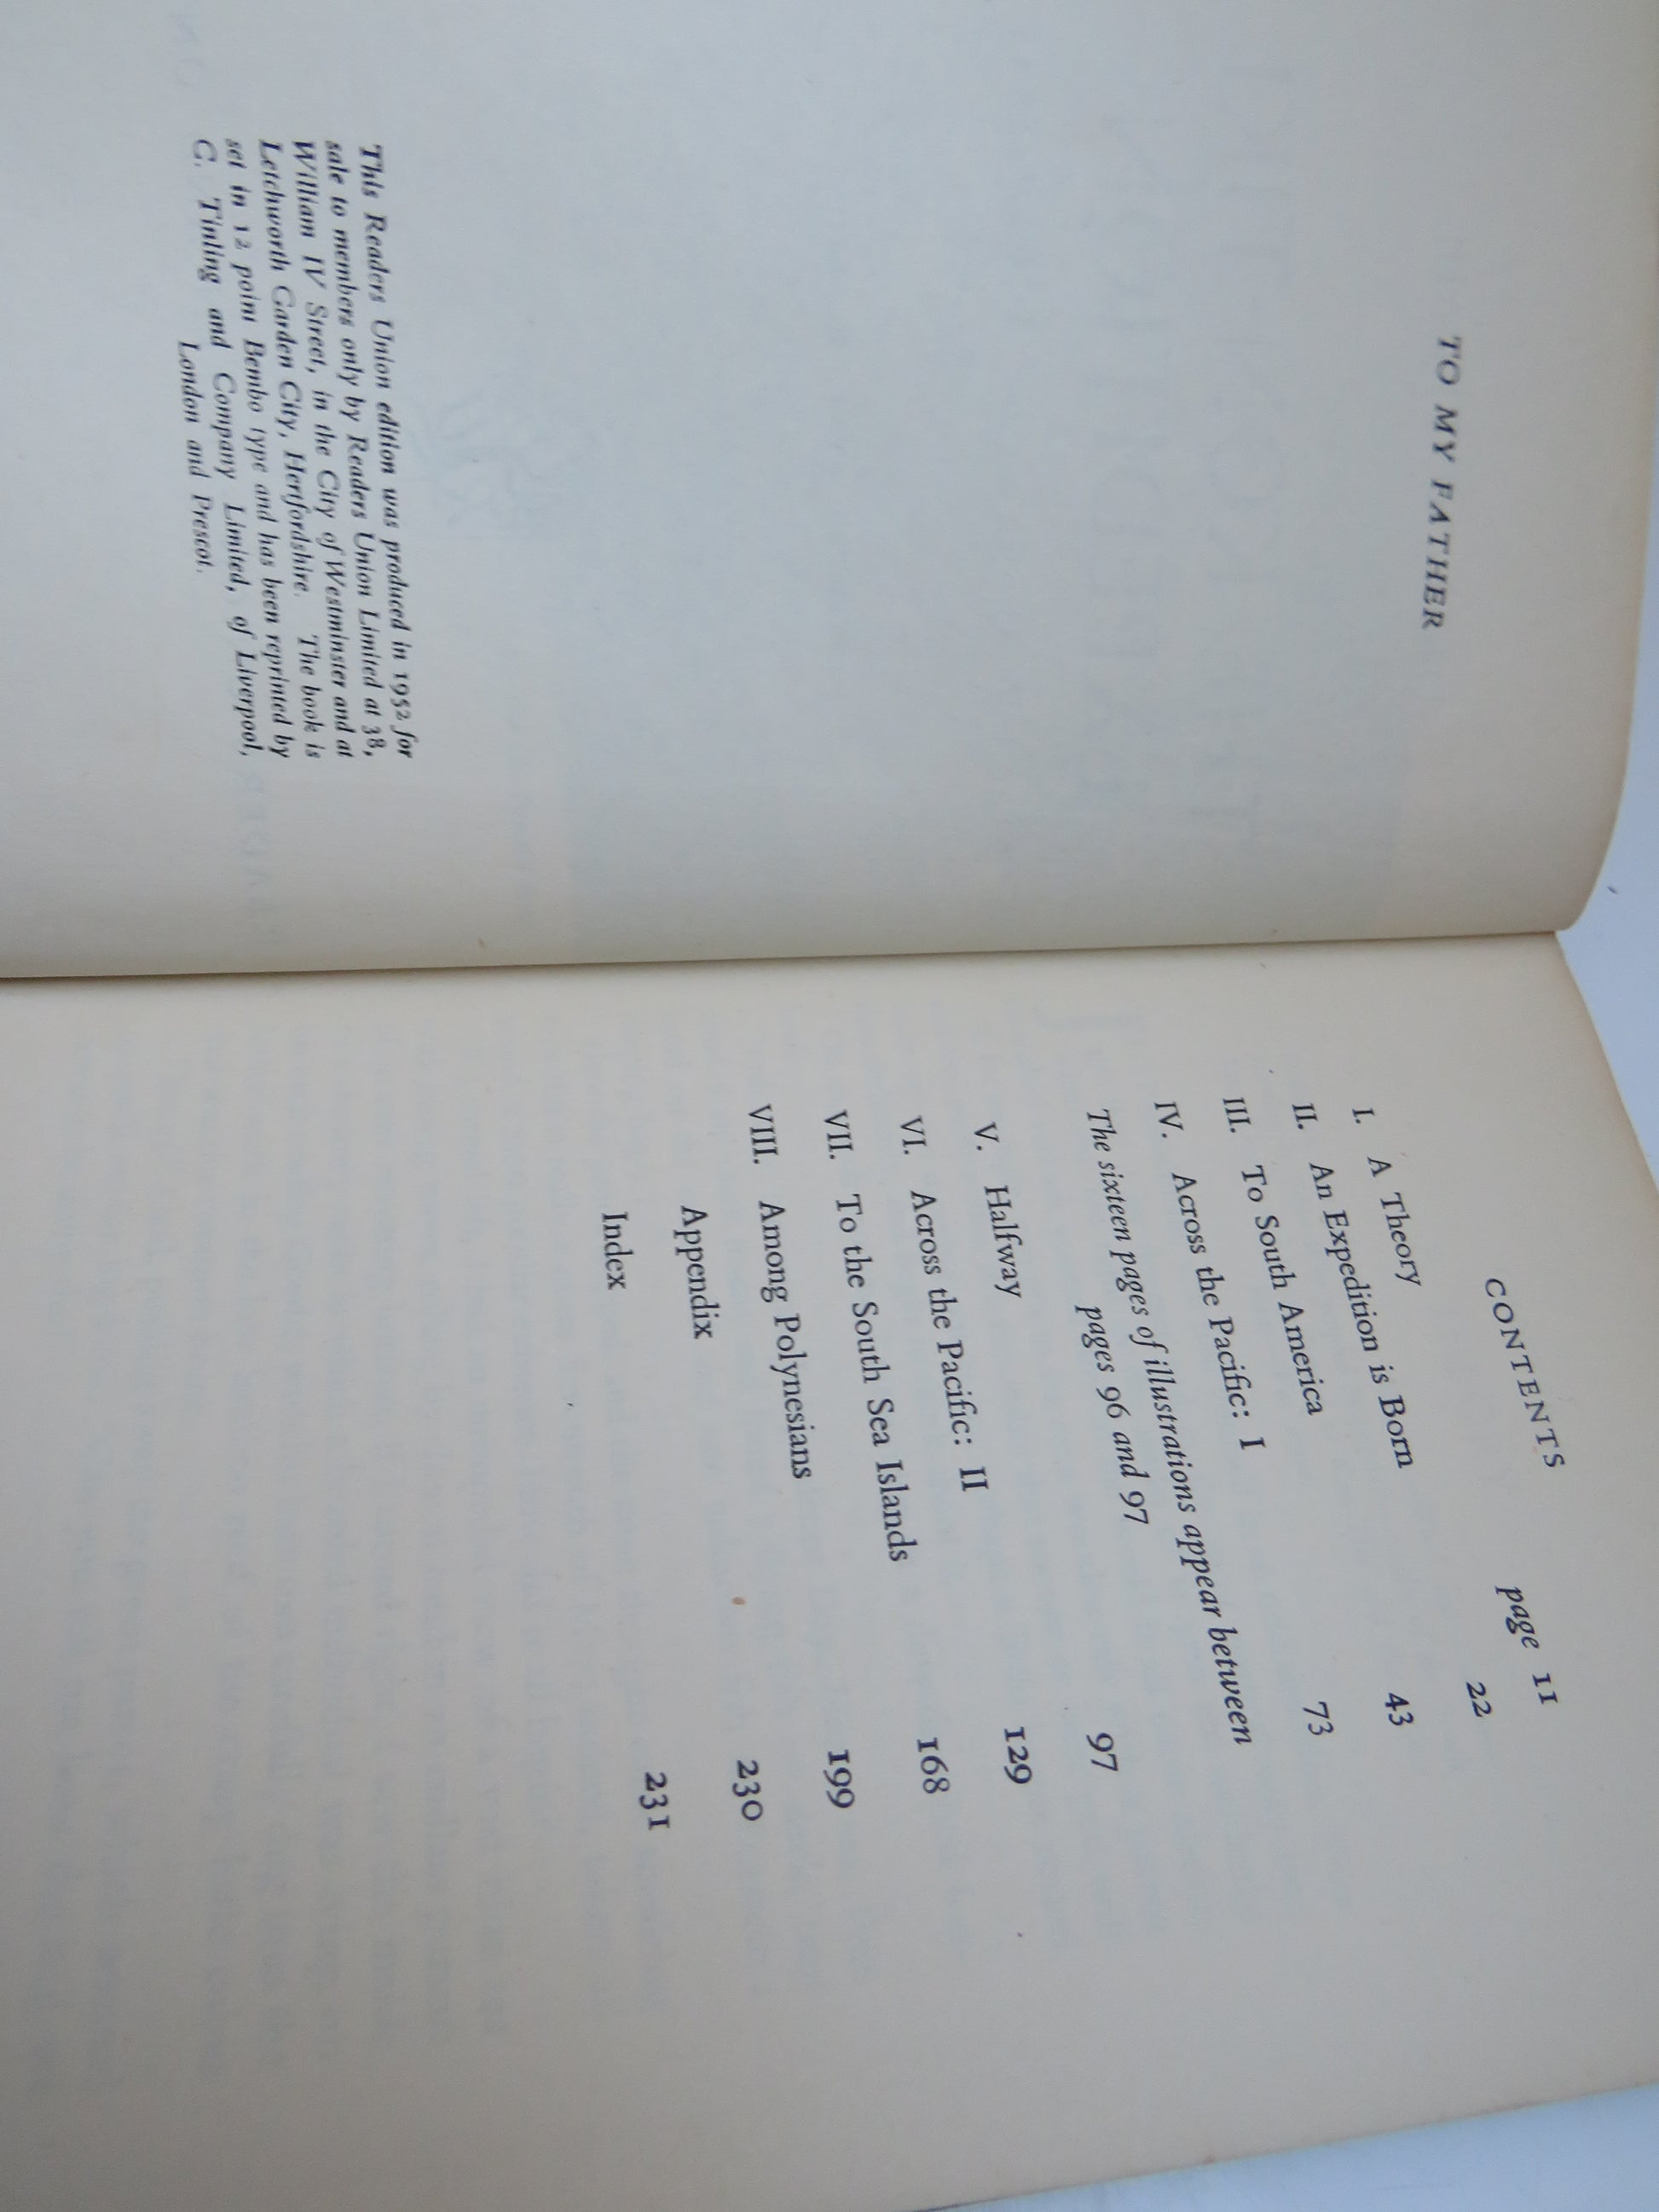 TO MY FATHER
This Readers Union edition was produced in 1952 for
sale to members only by Readers Union Limited at 38,
William IV Street, in the City of Westminster and at
Letchworth Garden City, Hertfordshire. The book is
set in 12 point Bembo type and has been reprinted by
C. Tinling and Company Limited, of Liverpool,
London and Prescot.
CONTENTS
I. A Theory page 11
II. An Expedition is Born 22
III. To South America 43
IV. Across the Pacific: I 73
The sixteen pages of illustrations appear between
pages 96 and 97
V. Halfway 97
VI. Across the Pacific: II 129
VII. To the South Sea Islands 168
VIII. Among Polynesians 199
Appendix 230
Index 231